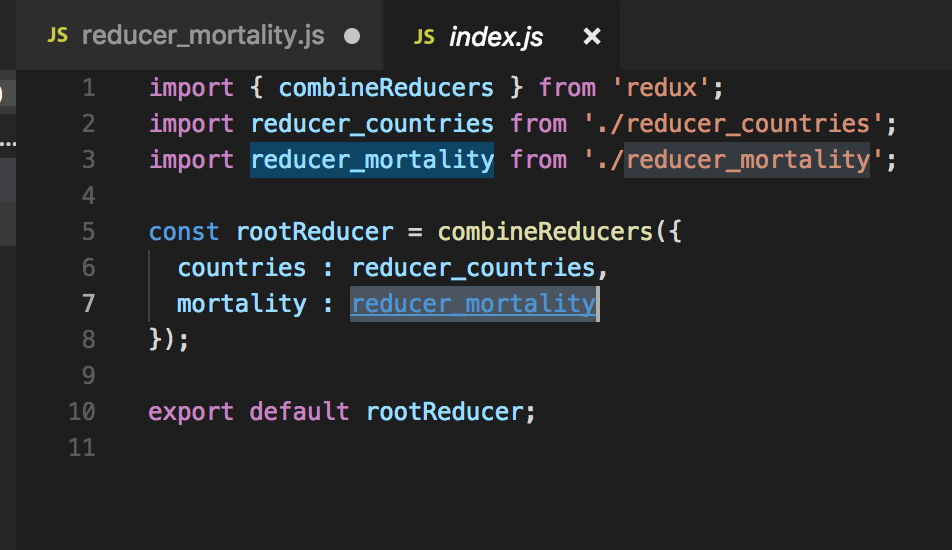 JS reducer_mortality.js ● JS index.js ×
1 import { combineReducers } from 'redux';
2 import reducer_countries from './reducer_countries';
3 import reducer_mortality from './reducer_mortality';
4
5 const rootReducer = combineReducers({
6   countries : reducer_countries,
7   mortality : reducer_mortality
8 });
9
10 export default rootReducer;
11